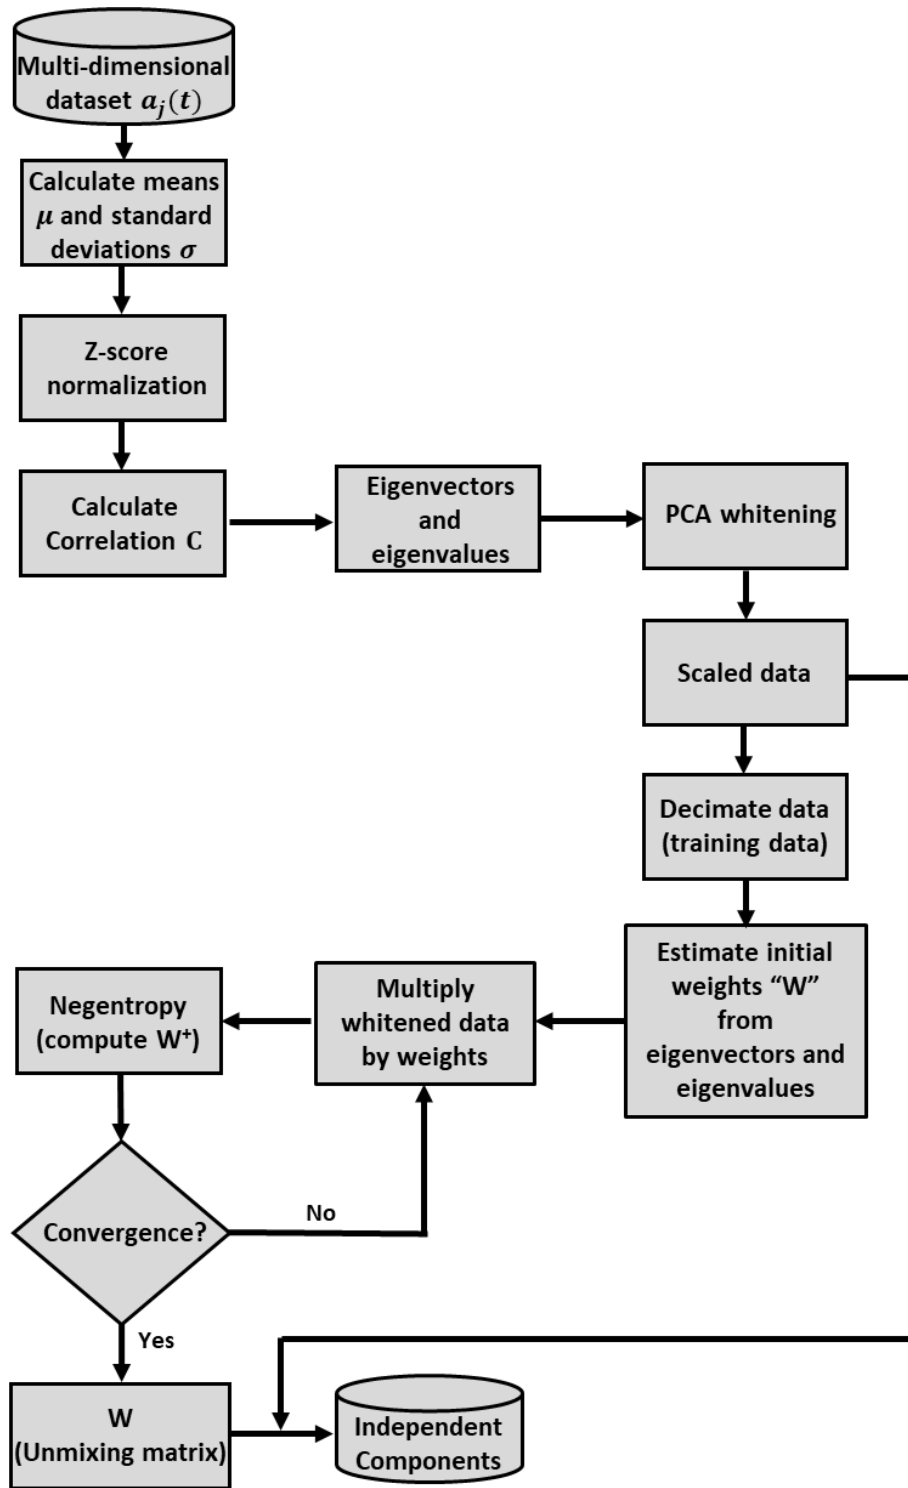 Multi-dimensional
dataset 𝒂ⱼ(𝒕)
Calculate means
μ and standard
deviations σ
Z-score
normalization
Calculate
Correlation C
Eigenvectors
and
eigenvalues
PCA whitening
Scaled data
Decimate data
(training data)
Estimate initial
weights “W”
from
eigenvectors and
eigenvalues
Multiply
whitened data
by weights
Negentropy
(compute W⁺)
Convergence?
No
Yes
W
(Unmixing matrix)
Independent
Components